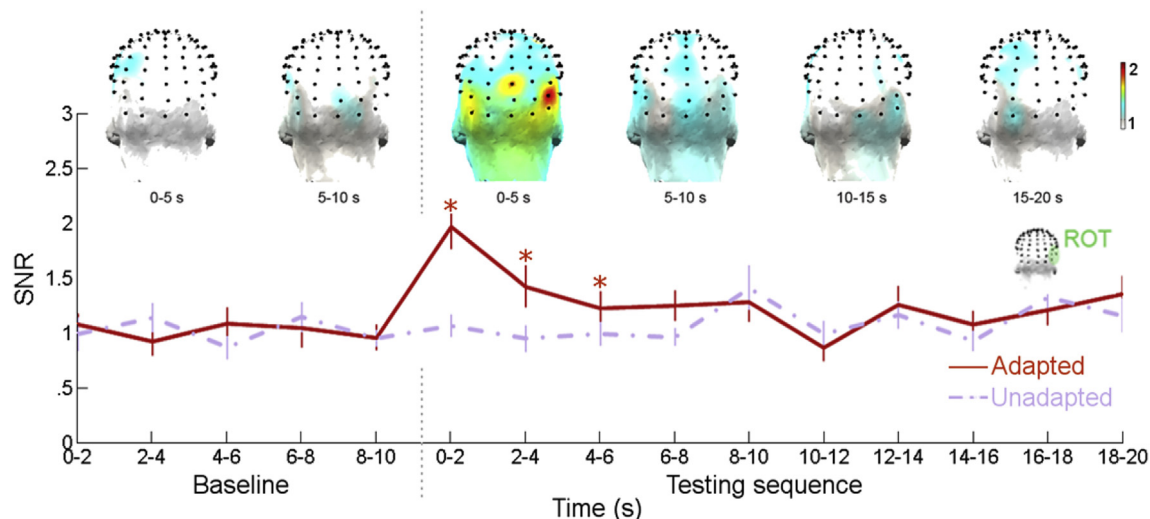 0-5 s
5-10 s
0-5 s
5-10 s
10-15 s
15-20 s
2
1
SNR
3
2.5
2
1.5
1
.5
0
*
*
*
ROT
Adapted
Unadapted
0-2
2-4
4-6
6-8
8-10
0-2
2-4
4-6
6-8
8-10
10-12
12-14
14-16
16-18
18-20
Baseline
Testing sequence
Time (s)